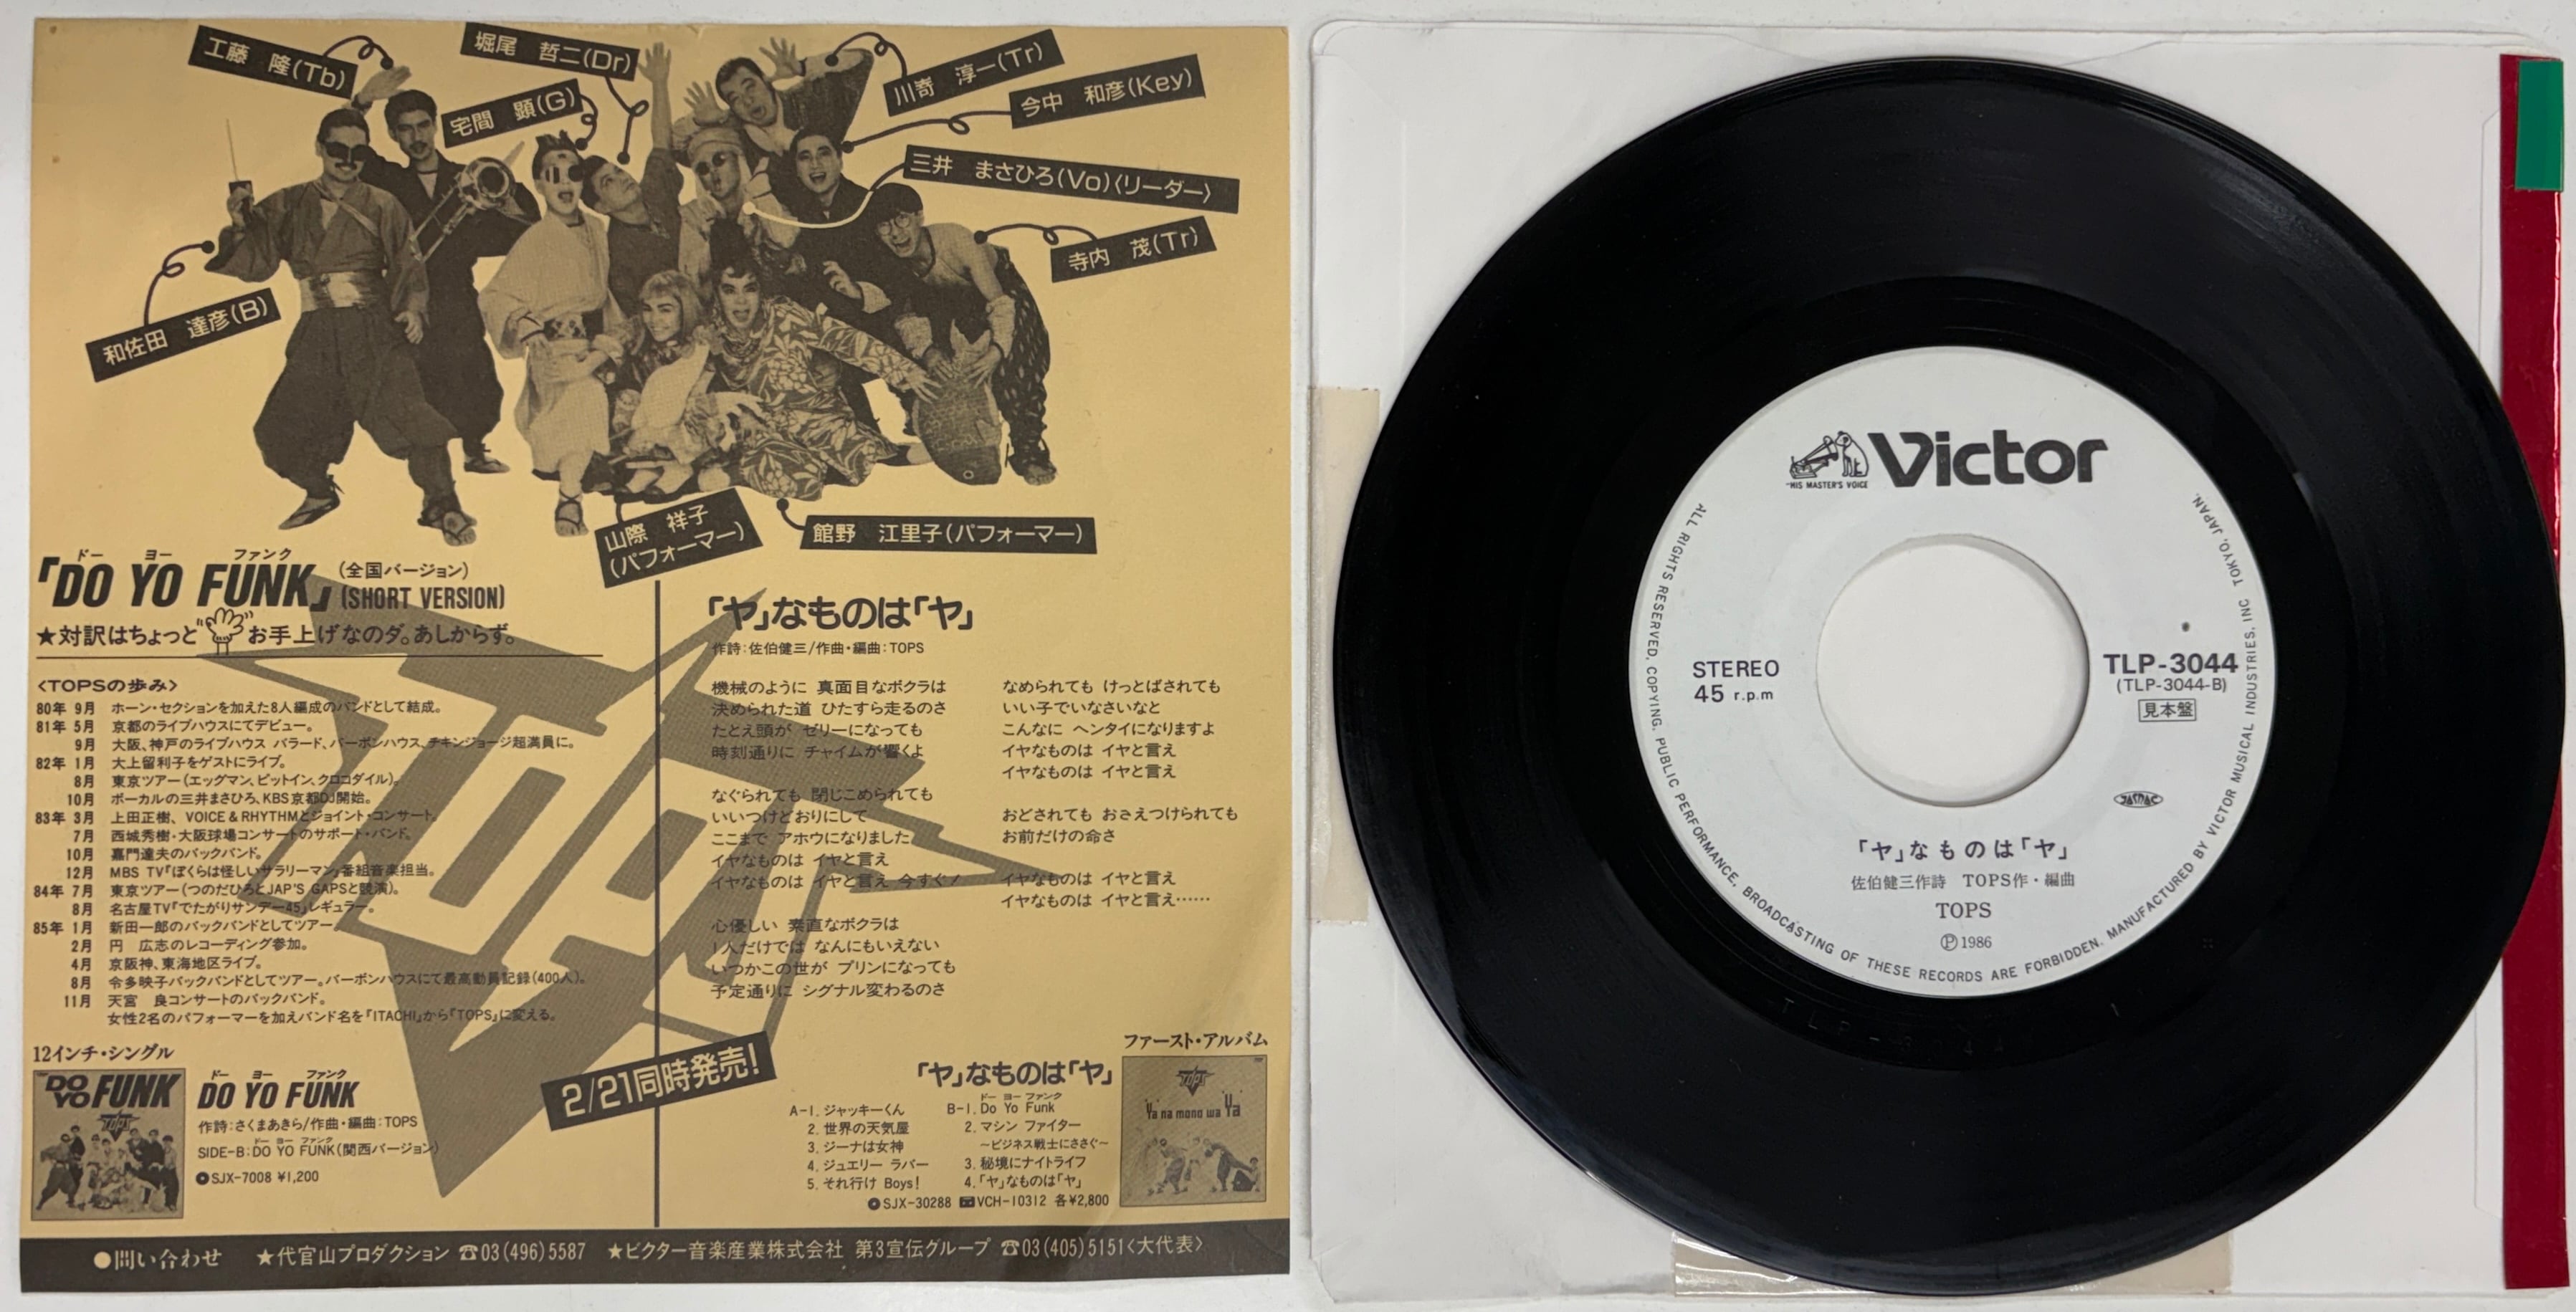 工藤 隆(Tb)
堀尾 哲二(Dr)
宅間 顕(G)
川嵜 淳一(Tr)
今中 和彦(Key)
三井 まさひろ(Vo)〈リーダー〉
寺内 茂(Tr)
和佐田 達彦(B)
山際 祥子
(パフォーマー)
館野 江里子(パフォーマー)
ドー ヨー ファンク
「DO YO FUNK」
(全国バージョン)
(SHORT VERSION)
★対訳はちょっと"お手上げなのダ。あしからず。
〈TOPSの歩み〉
80年 9月 ホーン・セクションを加えた8人編成のバンドとして結成。
81年 5月 京都のライブハウスにてデビュー。
9月 大阪、神戸のライブハウス バラード、バーボンハウス、チキンジョージ超満員に。
82年 1月 大上留利子をゲストにライブ。
8月 東京ツアー(エッグマン、ピットイン、クロコダイル)。
10月 ボーカルの三井まさひろ、KBS京都DJ開始。
83年 3月 上田正樹、VOICE & RHYTHMとジョイント・コンサート。
7月 西城秀樹・大阪球場コンサートのサポート・バンド。
10月 嘉門達夫のバックバンド。
12月 MBS TV「ぼくらは怪しいサラリーマン」番組音楽担当。
84年 7月 東京ツアー(つのだひろとJAP'S GAPSと競演)。
8月 名古屋TV「でたがりサンデー45」レギュラー。
85年 1月 新田一郎のバックバンドとしてツアー。
2月 円 広志のレコーディング参加。
4月 京阪神、東海地区ライブ。
8月 令多映子バックバンドとしてツアー。バーボンハウスにて最高動員記録(400人)。
11月 天宮 良コンサートのバックバンド。
女性2名のパフォーマーを加えバンド名を「ITACHI」から「TOPS」に変える。
「ヤ」なものは「ヤ」
作詩:佐伯健三/作曲・編曲:TOPS
機械のように 真面目なボクラは
決められた道 ひたすら走るのさ
たとえ頭が ゼリーになっても
時刻通りに チャイムが響くよ
なぐられても 閉じこめられても
いいつけどおりにして
ここまで アホウになりました
イヤなものは イヤと言え
イヤなものは イヤと言え 今すぐ!
心優しい 素直なボクラは
1人だけでは なんにもいえない
いつかこの世が プリンになっても
予定通りに シグナル変わるのさ
なめられても けっとばされても
いい子でいなさいなと
こんなに ヘンタイになりますよ
イヤなものは イヤと言え
イヤなものは イヤと言え
おどされても おさえつけられても
お前だけの命さ
イヤなものは イヤと言え
イヤなものは イヤと言え……
12インチ・シングル
DO YO FUNK
TOPS
ドー ヨー ファンク
DO YO FUNK
作詩:さくまあきら/作曲・編曲:TOPS
ドー ヨー ファンク
SIDE-B:DO YO FUNK(関西バージョン)
SJX-7008 ¥1,200
2/21同時発売!
ファースト・アルバム
「ヤ」なものは「ヤ」
A-1. ジャッキーくん
2. 世界の天気屋
3. ジーナは女神
4. ジュエリー ラバー
5. それ行け Boys!
ドー ヨー ファンク
B-1. Do Yo Funk
2. マシン ファイター
〜ビジネス戦士にささぐ〜
3. 秘境にナイトライフ
4.「ヤ」なものは「ヤ」
SJX-30288 VCH-10312 各¥2,800
TOPS
'Ya' na mono wa 'Ya'
●問い合わせ ★代官山プロダクション ☎03(496)5587 ★ビクター音楽産業株式会社 第3宣伝グループ ☎03(405)5151〈大代表〉
Victor
"HIS MASTER'S VOICE"
STEREO
45 r.p.m
TLP-3044
(TLP-3044-B)
見本盤
JASRAC
「ヤ」なものは「ヤ」
佐伯健三作詩 TOPS作・編曲
TOPS
Ⓟ1986
ALL RIGHTS RESERVED, COPYING, PUBLIC PERFORMANCE, BROADCASTING OF THESE RECORDS ARE FORBIDDEN. MANUFACTURED BY VICTOR MUSICAL INDUSTRIES, INC. TOKYO, JAPAN.
TLP-3044